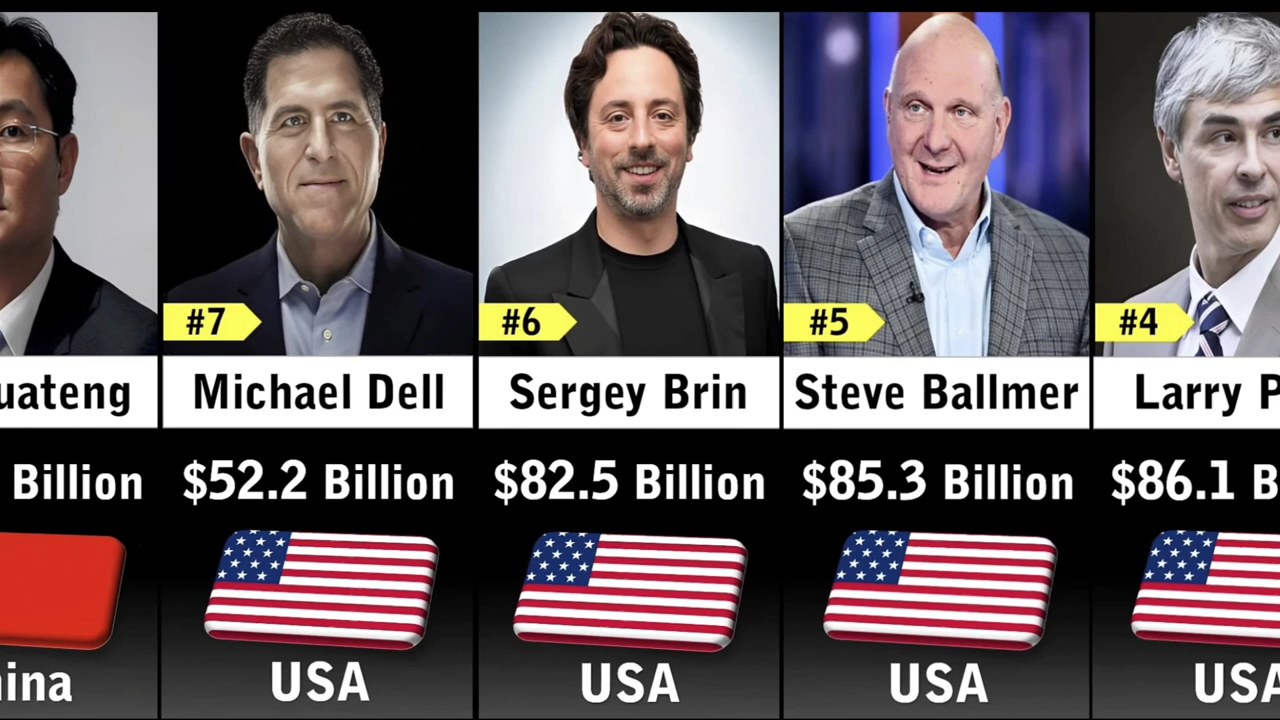 #7
#6
#5
#4
uateng
Michael Dell
Sergey Brin
Steve Ballmer
Larry P
Billion
$52.2 Billion
$82.5 Billion
$85.3 Billion
$86.1 B
ina
USA
USA
USA
USA